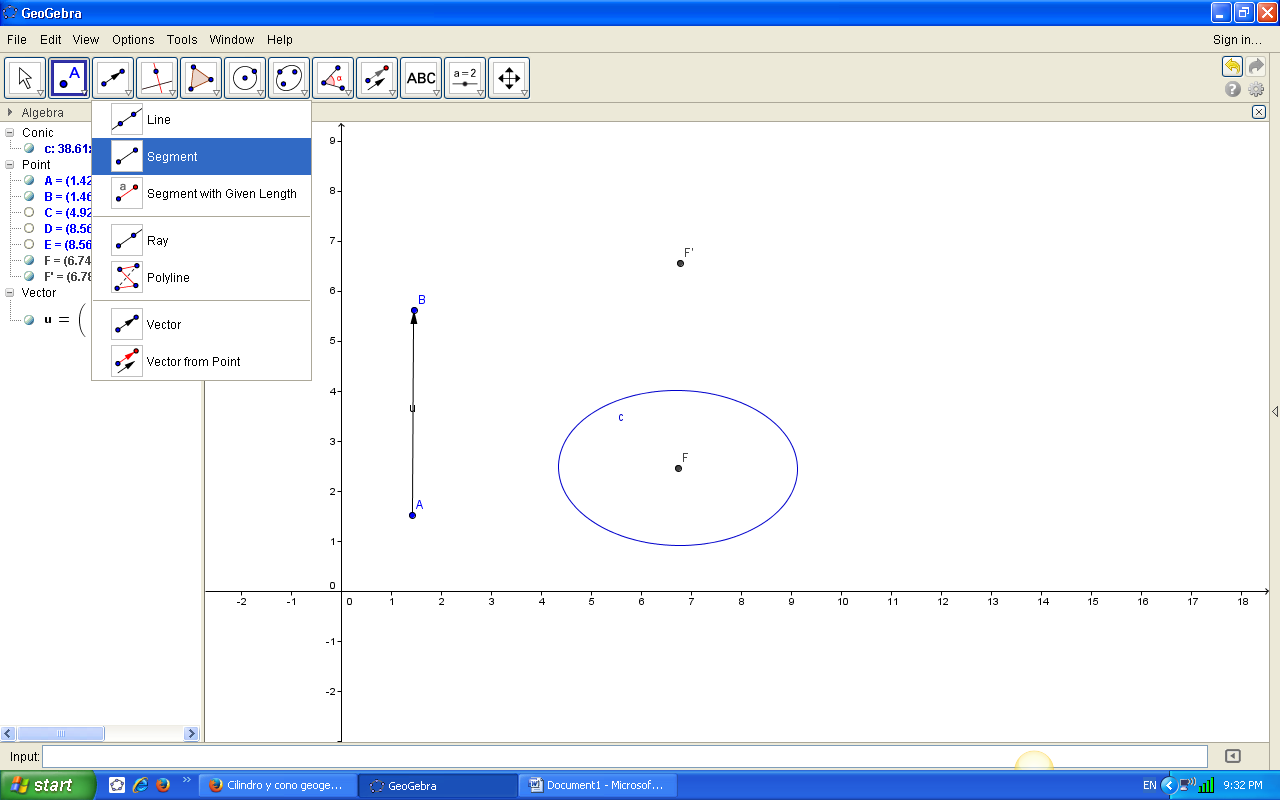 GeoGebra
File Edit View Options Tools Window Help Sign in...
A α ABC a=2
Algebra
Line
Segment
a
Segment with Given Length
Ray
Polyline
Vector
Vector from Point
Conic
c: 38.61
Point
A = (1.42
B = (1.46
C = (4.92
D = (8.56
E = (8.56
F = (6.74
F' = (6.78
Vector
u = (
9
8
7
6
5
4
3
2
1
0
-1
-2
-2 -1 0 1 2 3 4 5 6 7 8 9 10 11 12 13 14 15 16 17 18
F'
B
u
c
F
A
Input:
start Cilindro y cono geoge... GeoGebra Document1 - Microsof... EN 9:32 PM